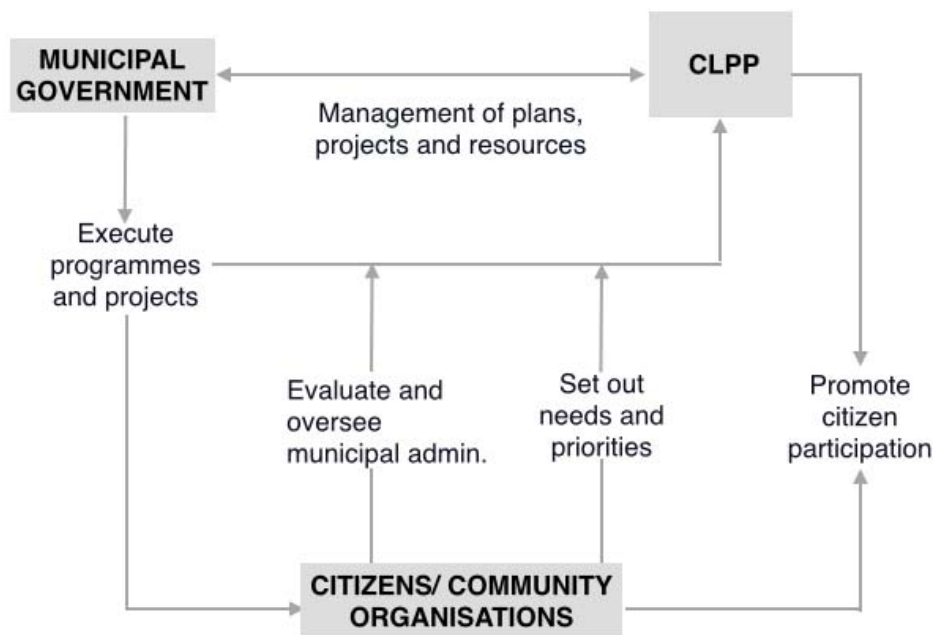 MUNICIPAL
GOVERNMENT
CLPP
Management of plans,
projects and resources
Execute
programmes
and projects
Evaluate and
oversee
municipal admin.
Set out
needs and
priorities
Promote
citizen
participation
CITIZENS/ COMMUNITY
ORGANISATIONS